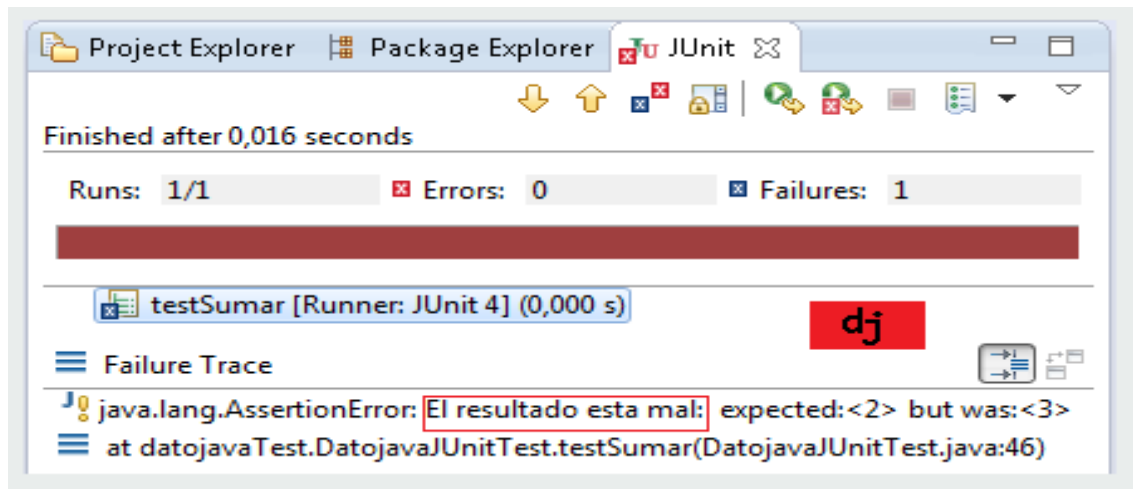 Project Explorer Package Explorer JU JUnit
Finished after 0,016 seconds
Runs: 1/1 Errors: 0 Failures: 1
testSumar [Runner: JUnit 4] (0,000 s)
dj
Failure Trace
java.lang.AssertionError: El resultado esta mal: expected:<2> but was:<3>
at datojavaTest.DatojavaJUnitTest.testSumar(DatojavaJUnitTest.java:46)